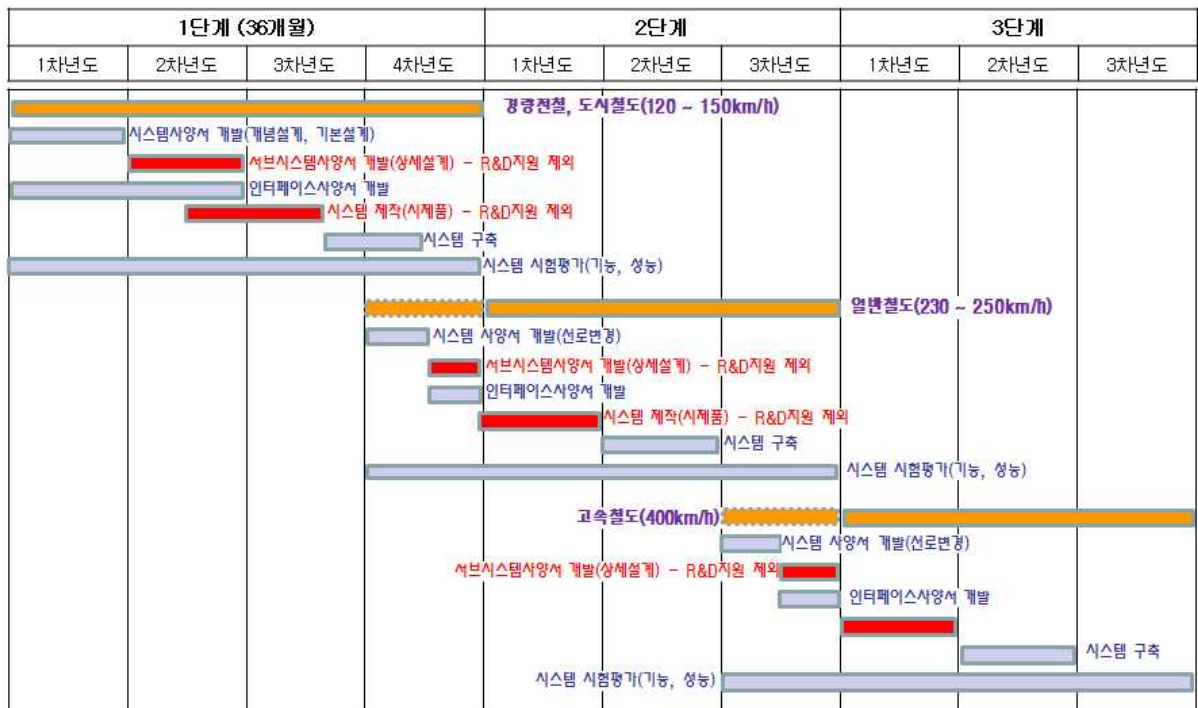 1단계 (36개월) 2단계 3단계
1차년도 2차년도 3차년도 4차년도 1차년도 2차년도 3차년도 1차년도 2차년도 3차년도
경량전철, 도시철도(120 ~ 150km/h)
시스템사양서 개발(개념설계, 기본설계)
서브시스템사양서 개발(상세설계) - R&D지원 제외
인터페이스사양서 개발
시스템 제작(시제품) - R&D지원 제외
시스템 구축
시스템 시험평가(기능, 성능)
일반철도(230 ~ 250km/h)
시스템 사양서 개발(선로변경)
서브시스템사양서 개발(상세설계) - R&D지원 제외
인터페이스사양서 개발
시스템 제작(시제품) - R&D지원 제외
시스템 구축
시스템 시험평가(기능, 성능)
고속철도(400km/h)
시스템 사양서 개발(선로변경)
서브시스템사양서 개발(상세설계) - R&D지원 제외
인터페이스사양서 개발
시스템 구축
시스템 시험평가(기능, 성능)